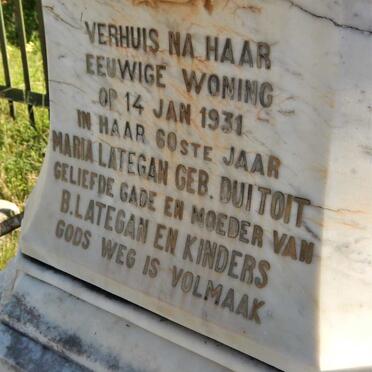 VERHUIS NA HAAR
EEUWIGE WONING
OP 14 JAN 1931
IN HAAR 60STE JAAR
MARIA LATEGAN GEB. DUITOIT
GELIEFDE GADE EN MOEDER VAN
B. LATEGAN EN KINDERS
GODS WEG IS VOLMAAK